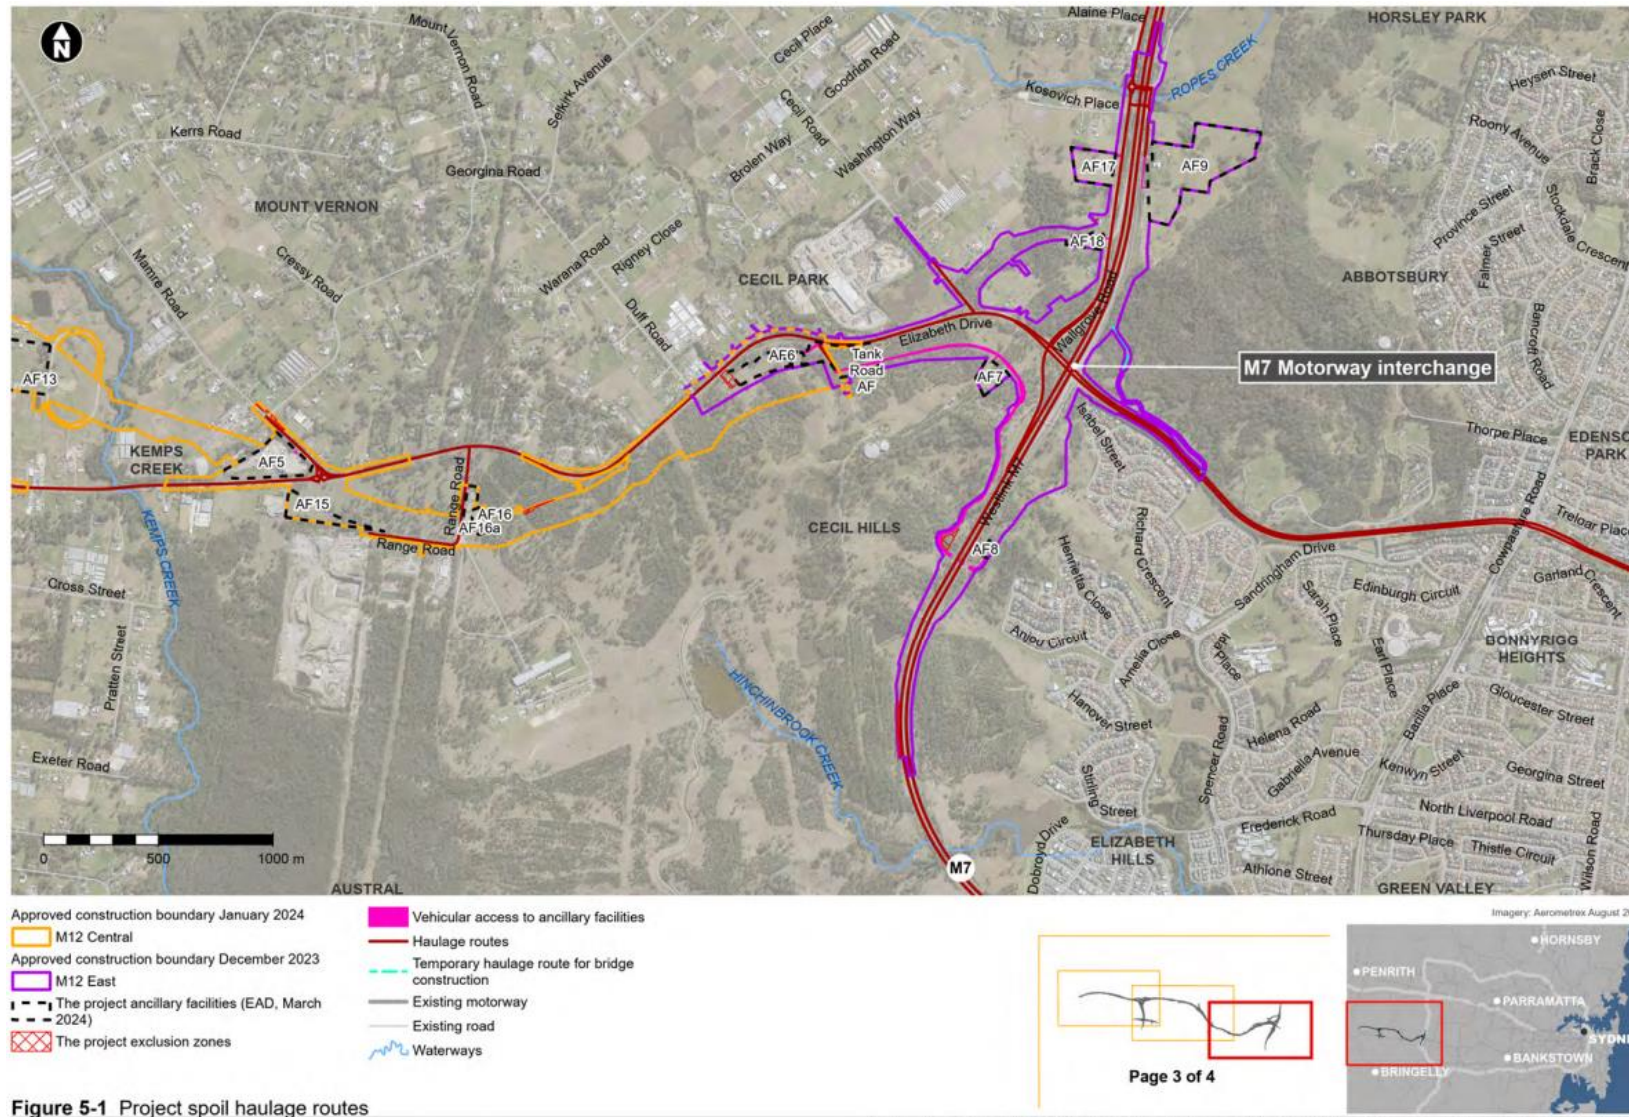 N
Alaine Place
HORSLEY PARK
Mount Vernon Road
Cecil Place
Goodrich Road
Selkirk Avenue
Cecil Road
ROPES CREEK
Heysen Street
Kosovich Place
Kerrs Road
Washington Way
Roony Avenue
Brack Close
Brolen Way
AF17
AF9
Georgina Road
MOUNT VERNON
Province Street
Stockdale Crescent
Falmer Street
Rigney Close
AF18
Warana Road
Cressy Road
Mamre Road
CECIL PARK
ABBOTSBURY
Duff Road
Wallgrove Road
Bancroft Road
Elizabeth Drive
AF6
Tank
Road
AF
AF7
M7 Motorway interchange
AF13
Isabel Street
Thorpe Place
EDENSO
PARK
KEMPS
CREEK
AF5
Range Road
Westlink M7
Cowpasture Road
AF15
AF16
AF16a
CECIL HILLS
Richard Crescent
Treloar Place
KEMPS CREEK
Range Road
AF8
Henrietta Close
Sandringham Drive
Cross Street
Edinburgh Circuit
Garland Crescent
Sarah Place
Anjou Circuit
Amelia Close
Place
Earl Place
BONNYRIGG
HEIGHTS
Pratten Street
HINCHINBROOK CREEK
Hanover Street
Helena Road
Barilla Place
Gloucester Street
Spencer Road
Gabriella Avenue
Exeter Road
Kenwyn Street
Georgina Street
Stirling Street
North Liverpool Road
Frederick Road
Dobroyd Drive
Thursday Place
Thistle Circuit
Wilson Road
ELIZABETH
HILLS
0 500 1000 m
M7
Athlone Street
AUSTRAL
GREEN VALLEY
Approved construction boundary January 2024
M12 Central
Approved construction boundary December 2023
M12 East
The project ancillary facilities (EAD, March
2024)
The project exclusion zones
Vehicular access to ancillary facilities
Haulage routes
Temporary haulage route for bridge
construction
Existing motorway
Existing road
Waterways
Imagery: Aerometrex August 20
HORNSBY
PENRITH
PARRAMATTA
SYDNE
BANKSTOWN
BRINGELLY
Page 3 of 4
Figure 5-1 Project spoil haulage routes